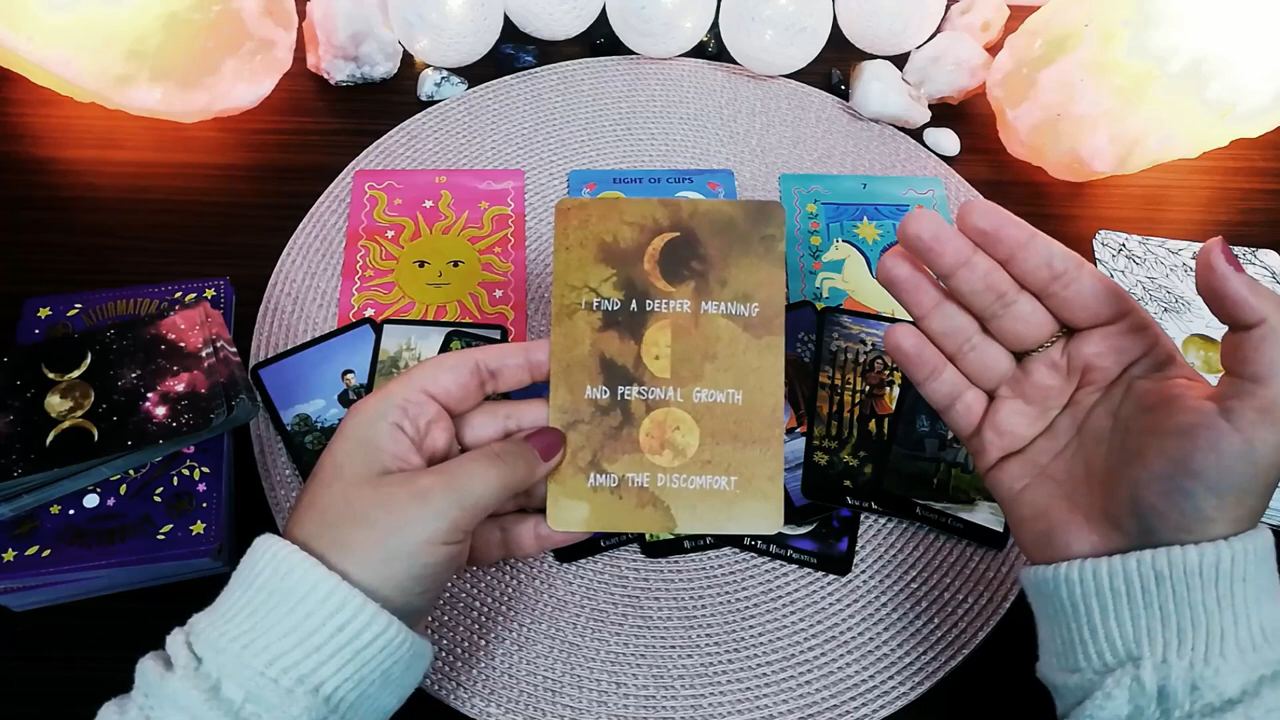 19
EIGHT OF CUPS
7
AFFIRMATORS
I FIND A DEEPER MEANING
AND PERSONAL GROWTH
AMID THE DISCOMFORT.
KNIGHT OF CUPS
II • THE HIGH PRIESTESS